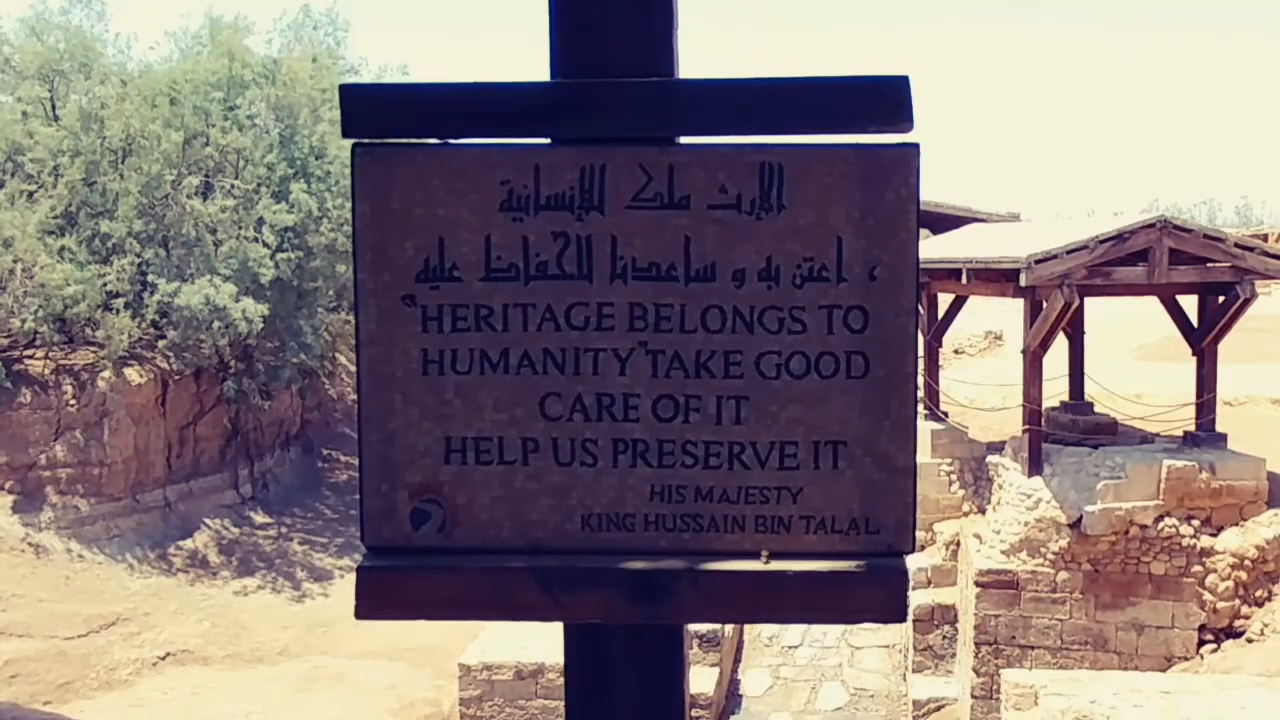 الإرث ملك للإنسانية
، اعتن به و ساعدنا للحفاظ عليه
"HERITAGE BELONGS TO
HUMANITY"TAKE GOOD
CARE OF IT
HELP US PRESERVE IT
HIS MAJESTY
KING HUSSAIN BIN TALAL